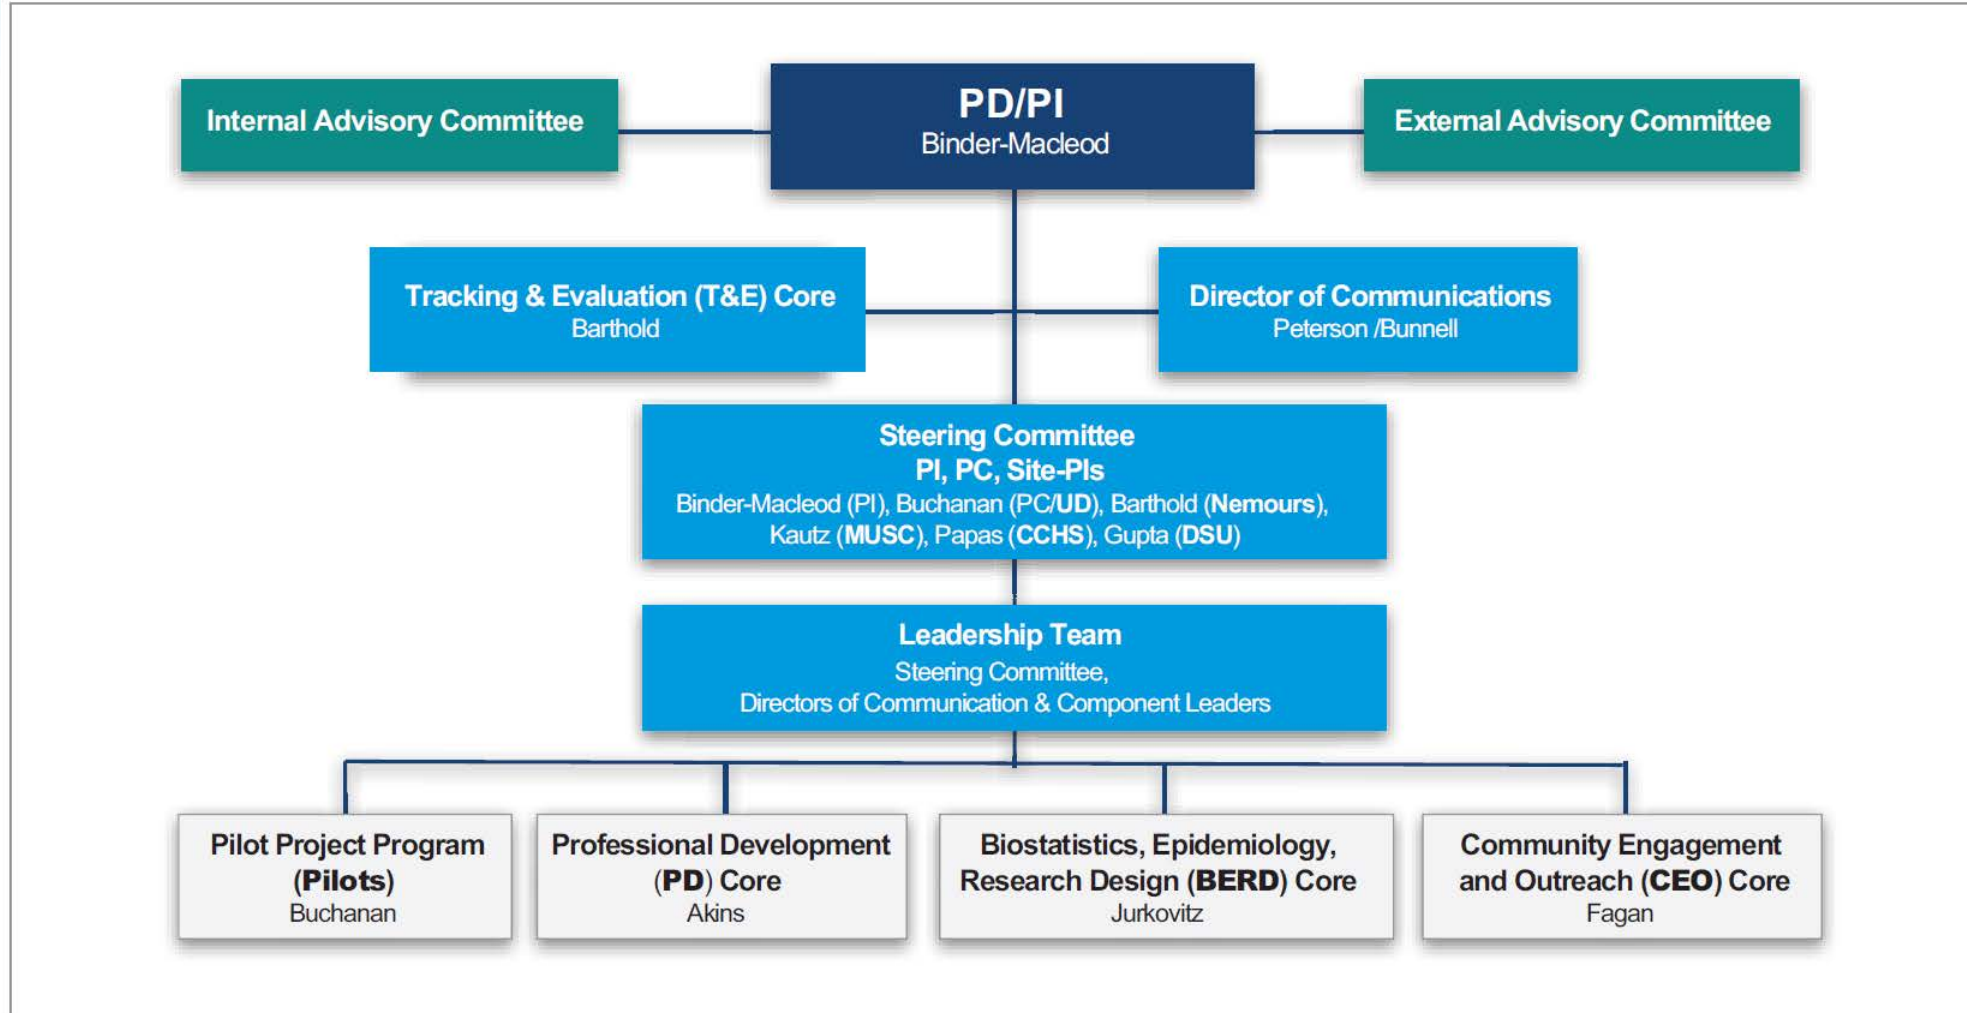 Internal Advisory Committee
PD/PI
Binder-Macleod
External Advisory Committee
Tracking & Evaluation (T&E) Core
Barthold
Director of Communications
Peterson /Bunnell
Steering Committee
PI, PC, Site-PIs
Binder-Macleod (PI), Buchanan (PC/UD), Barthold (Nemours),
Kautz (MUSC), Papas (CCHS), Gupta (DSU)
Leadership Team
Steering Committee,
Directors of Communication & Component Leaders
Pilot Project Program
(Pilots)
Buchanan
Professional Development
(PD) Core
Akins
Biostatistics, Epidemiology,
Research Design (BERD) Core
Jurkovitz
Community Engagement
and Outreach (CEO) Core
Fagan